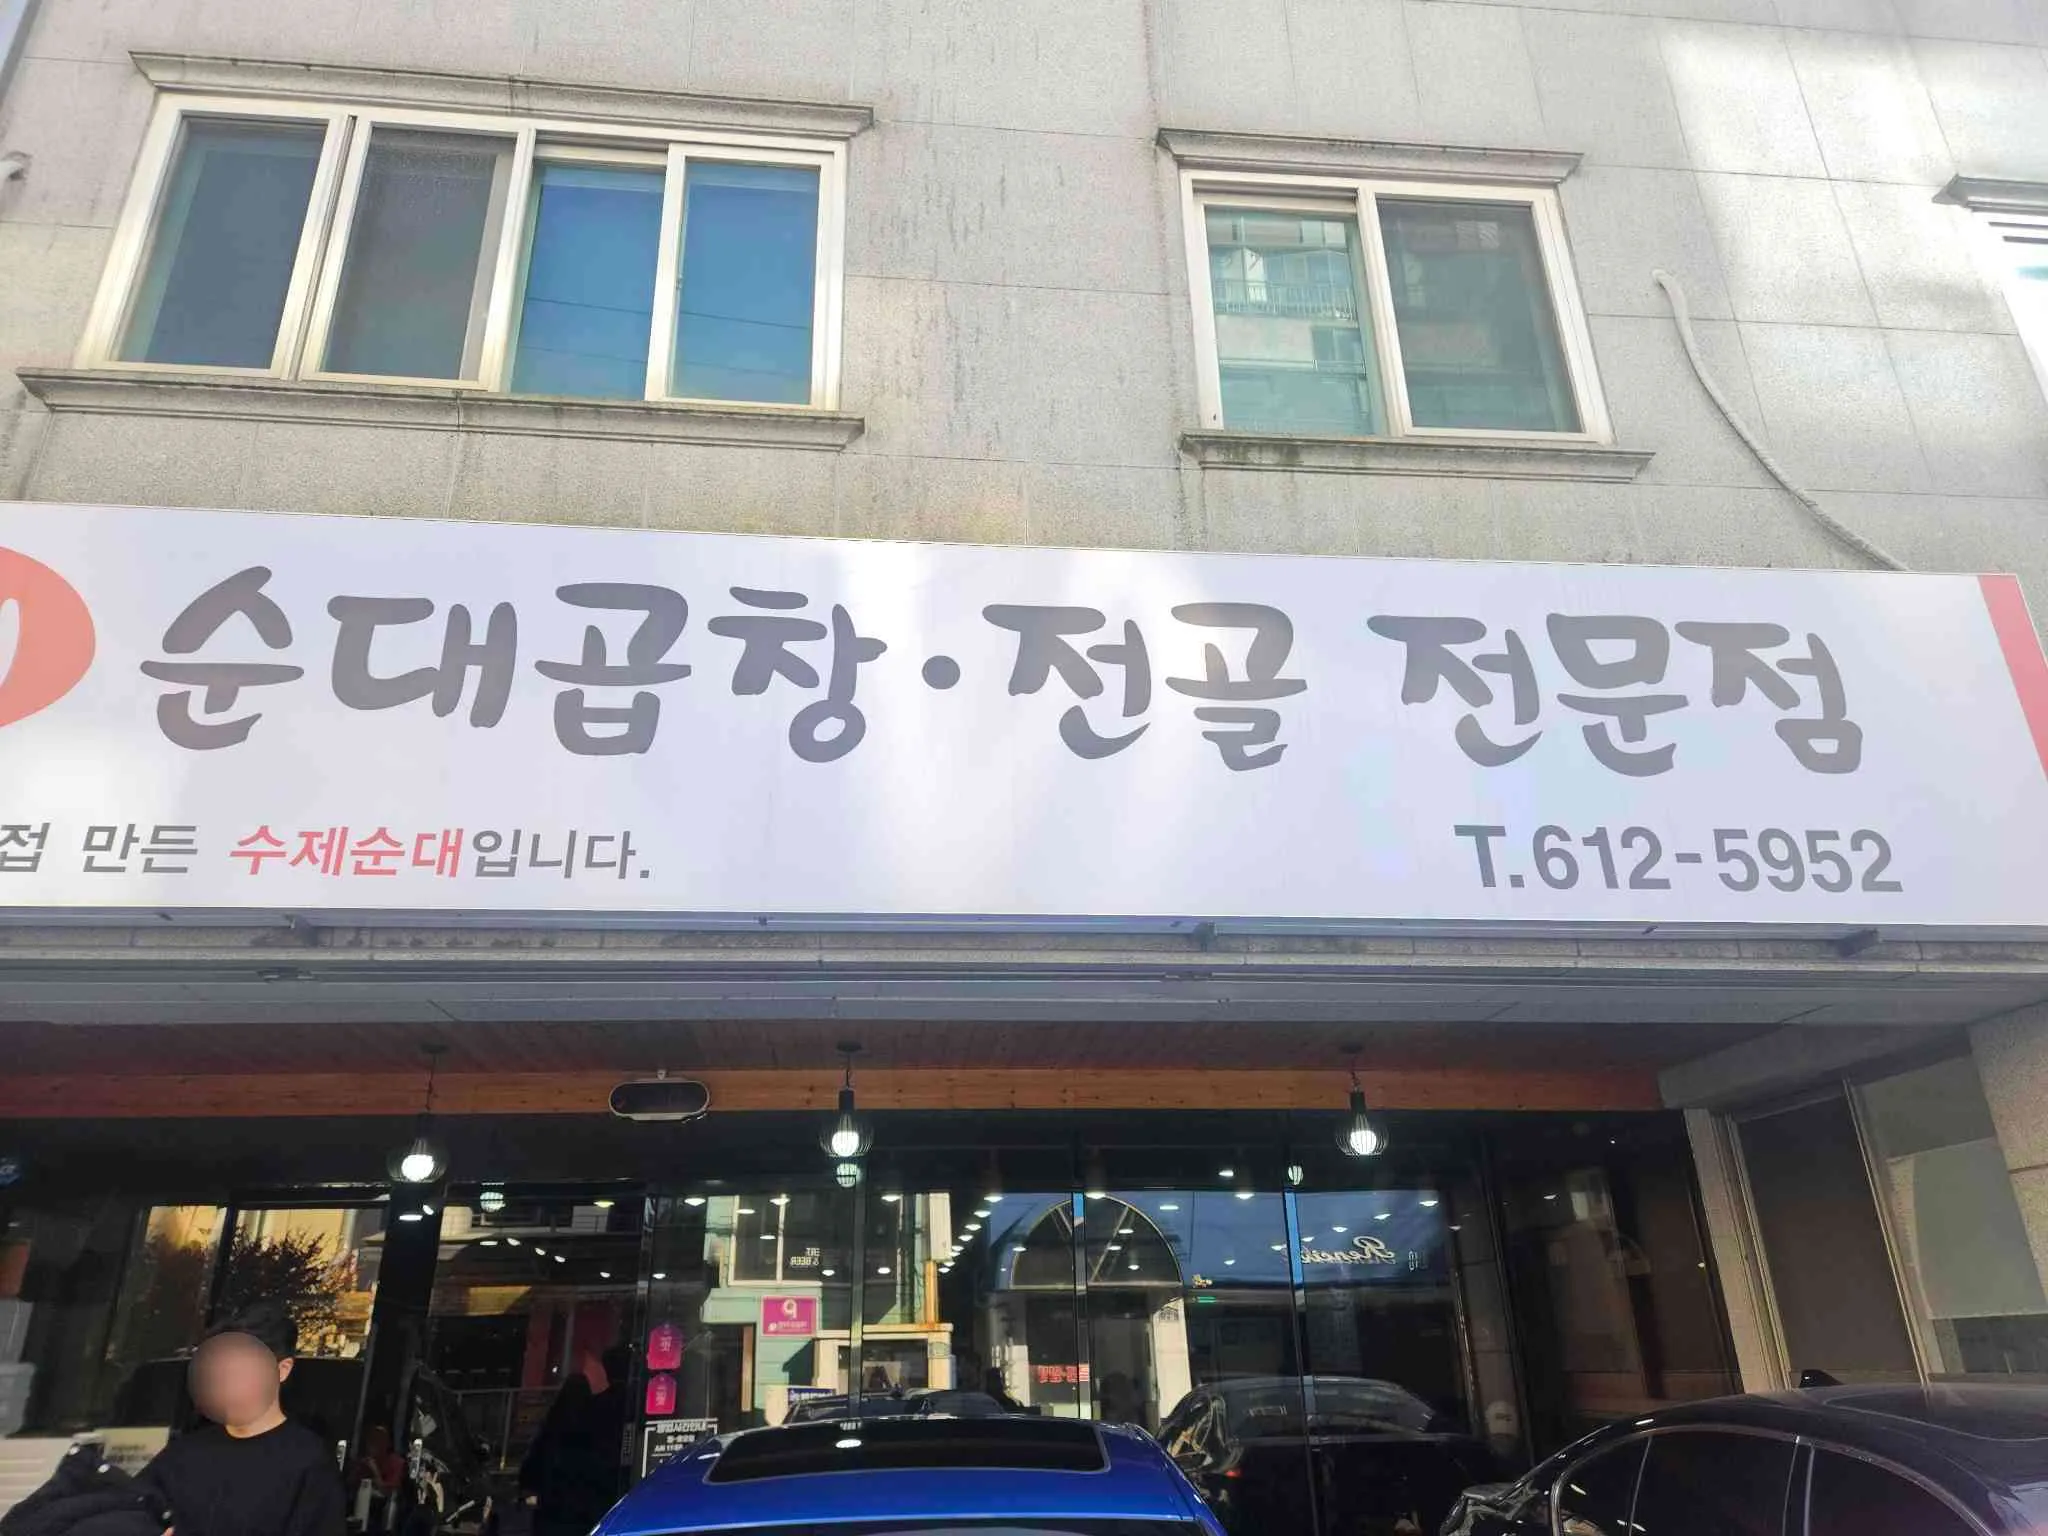 순대곱창·전골 전문점
접 만든 수제순대입니다.
T.612-5952